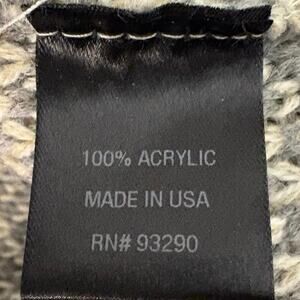 100% ACRYLIC
MADE IN USA
RN# 93290